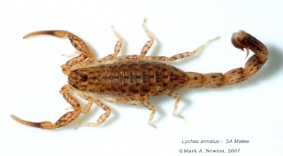 Lychas armatus - SA Mallee
©Mark A. Newton, 2007